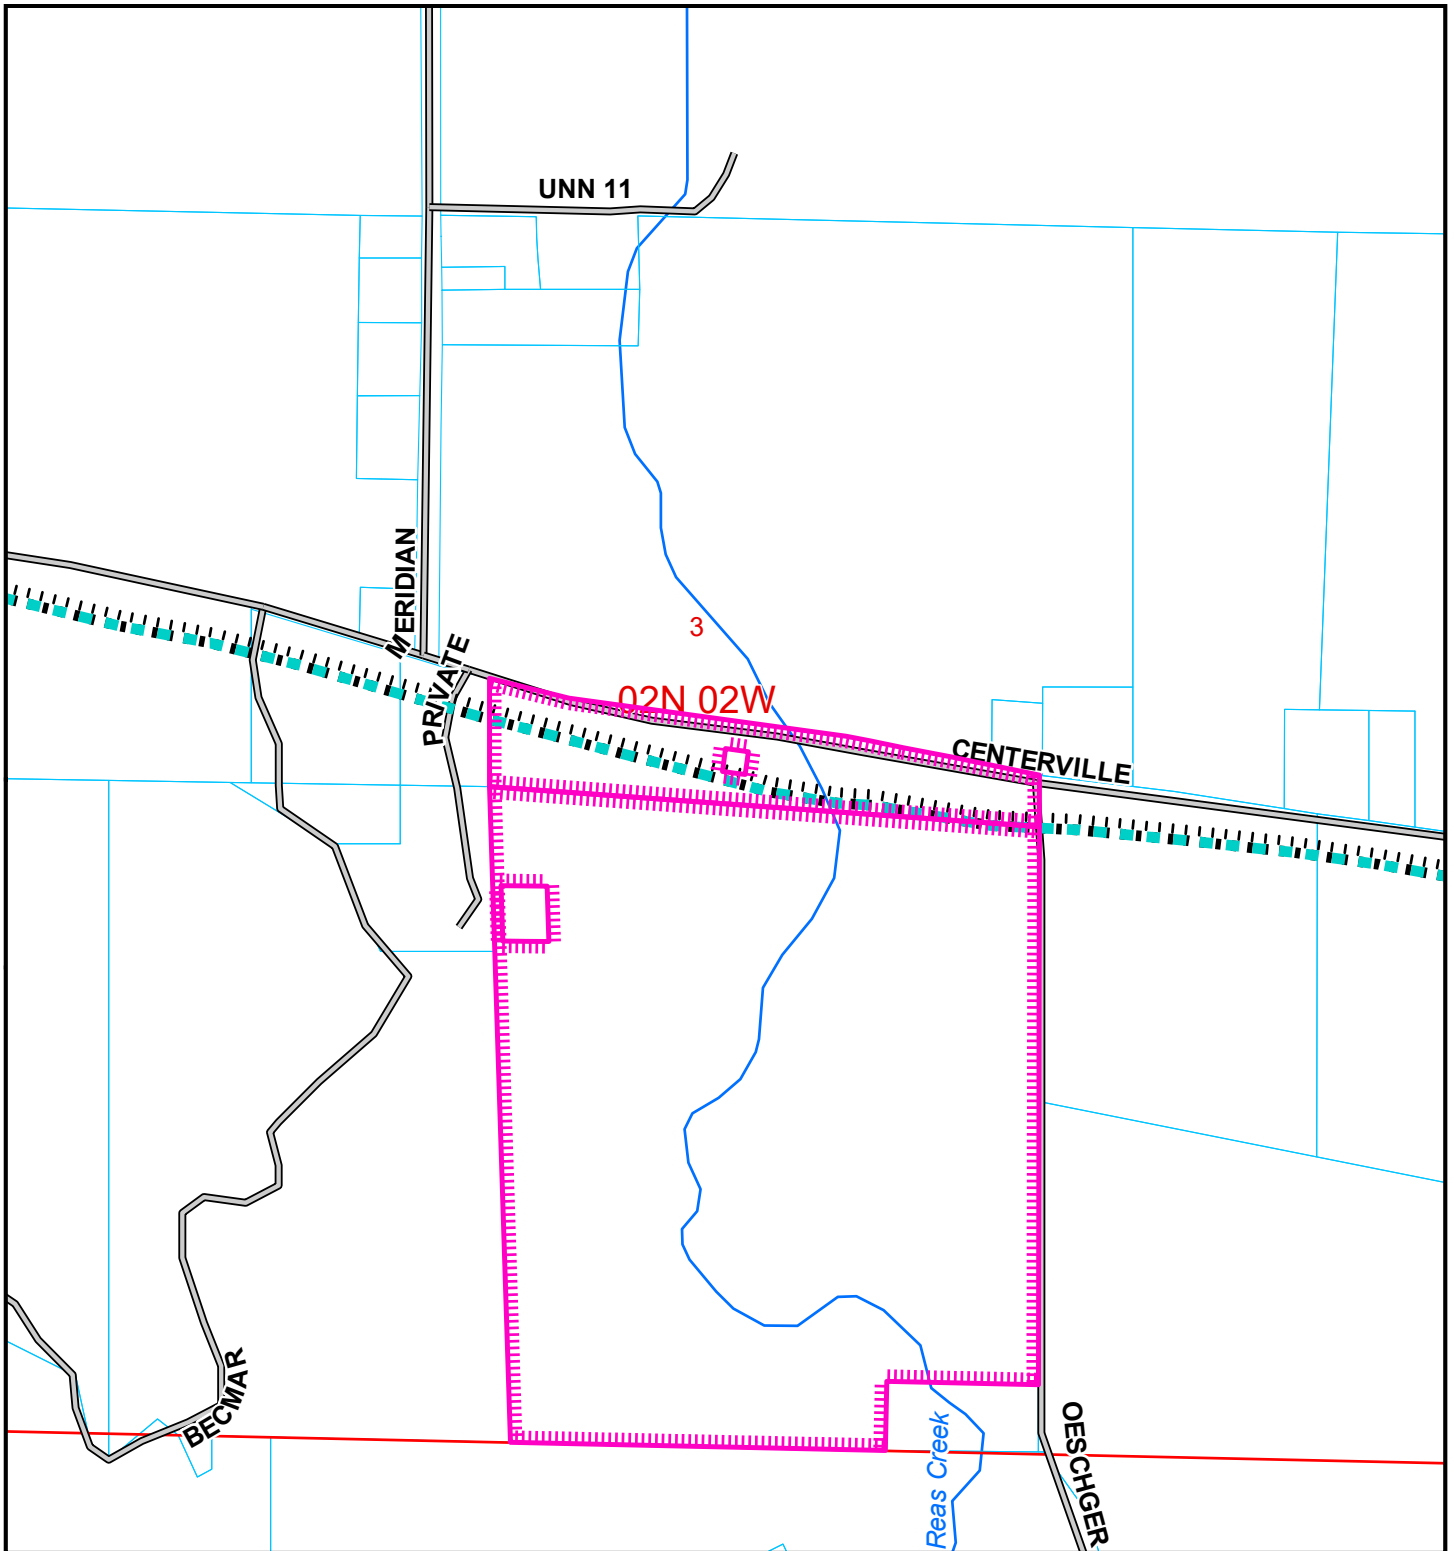 UNN 11
MERIDIAN
3
PRIVATE
02N 02W
CENTERVILLE
BECMAR
OESCHGER
Reas Creek